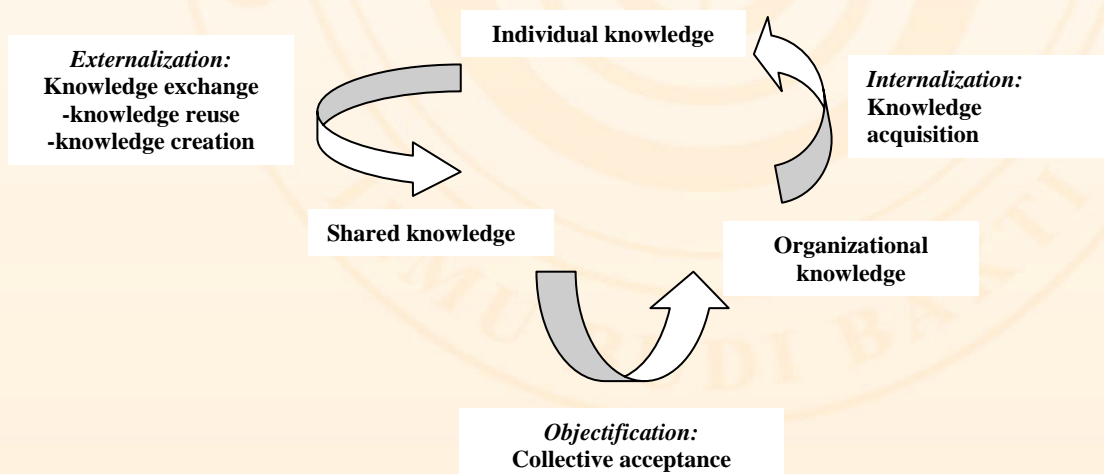 Individual knowledge
Externalization:
Knowledge exchange
-knowledge reuse
-knowledge creation
Internalization:
Knowledge
acquisition
Shared knowledge
Organizational
knowledge
Objectification:
Collective acceptance